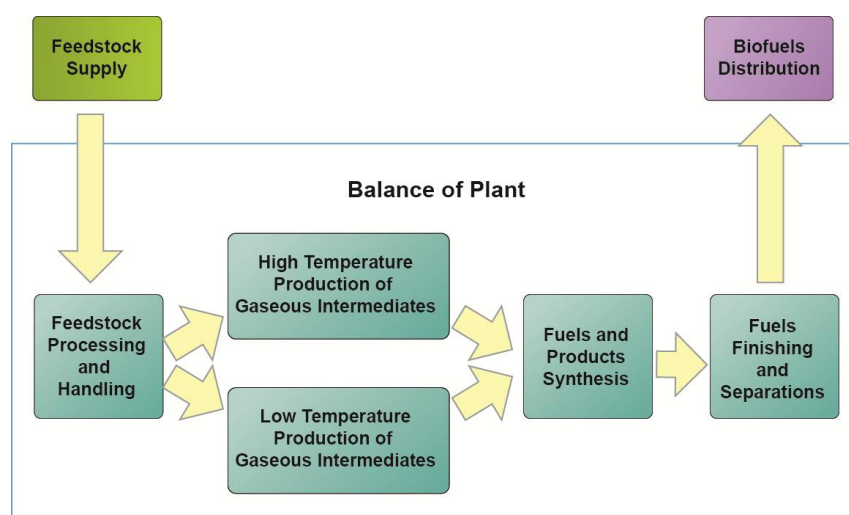 Feedstock
Supply
Biofuels
Distribution
Balance of Plant
High Temperature
Production of
Gaseous Intermediates
Feedstock
Processing
and
Handling
Fuels and
Products
Synthesis
Fuels
Finishing
and
Separations
Low Temperature
Production of
Gaseous Intermediates